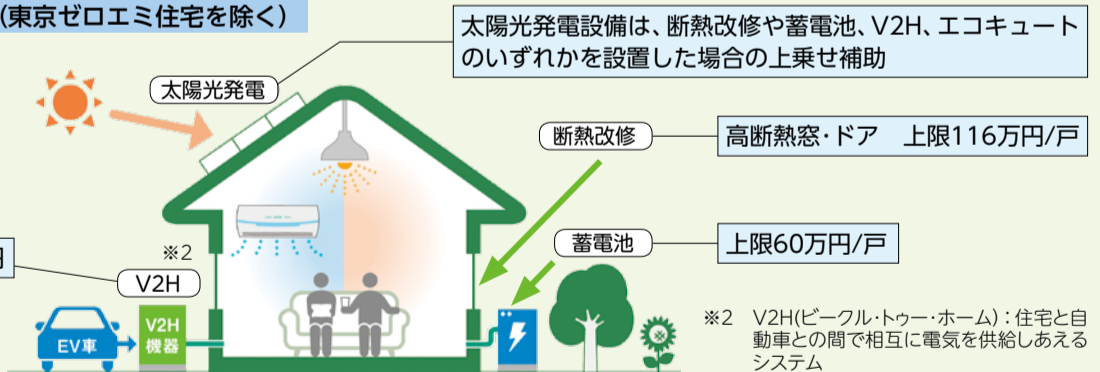 (東京ゼロエミ住宅を除く)
太陽光発電設備は、断熱改修や蓄電池、V2H、エコキュート
のいずれかを設置した場合の上乗せ補助
太陽光発電
断熱改修
高断熱窓・ドア　上限116万円/戸
※2
V2H
円
蓄電池
上限60万円/戸
EV車
V2H
機器
※2　V2H(ビークル・トゥー・ホーム)：住宅と自
動車との間で相互に電気を供給しあえる
システム